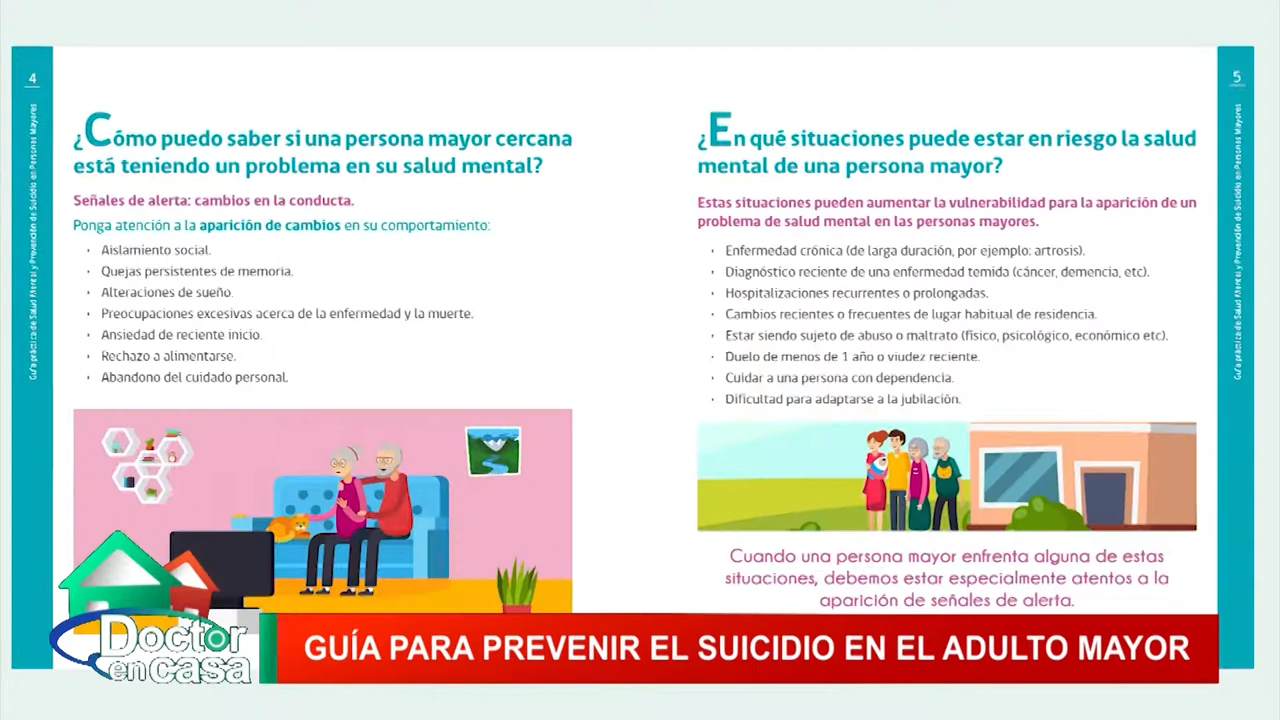 4
Guía práctica de Salud Mental y Prevención de Suicidio en Personas Mayores
¿Cómo puedo saber si una persona mayor cercana
está teniendo un problema en su salud mental?
Señales de alerta: cambios en la conducta.
Ponga atención a la aparición de cambios en su comportamiento:
· Aislamiento social.
· Quejas persistentes de memoria.
· Alteraciones de sueño.
· Preocupaciones excesivas acerca de la enfermedad y la muerte.
· Ansiedad de reciente inicio.
· Rechazo a alimentarse.
· Abandono del cuidado personal.
5
Guía práctica de Salud Mental y Prevención de Suicidio en Personas Mayores
¿En qué situaciones puede estar en riesgo la salud
mental de una persona mayor?
Estas situaciones pueden aumentar la vulnerabilidad para la aparición de un
problema de salud mental en las personas mayores.
· Enfermedad crónica (de larga duración, por ejemplo: artrosis).
· Diagnóstico reciente de una enfermedad temida (cáncer, demencia, etc).
· Hospitalizaciones recurrentes o prolongadas.
· Cambios recientes o frecuentes de lugar habitual de residencia.
· Estar siendo sujeto de abuso o maltrato (físico, psicológico, económico etc).
· Duelo de menos de 1 año o viudez reciente.
· Cuidar a una persona con dependencia.
· Dificultad para adaptarse a la jubilación.
Cuando una persona mayor enfrenta alguna de estas
situaciones, debemos estar especialmente atentos a la
aparición de señales de alerta.
Doctor
en casa
GUÍA PARA PREVENIR EL SUICIDIO EN EL ADULTO MAYOR